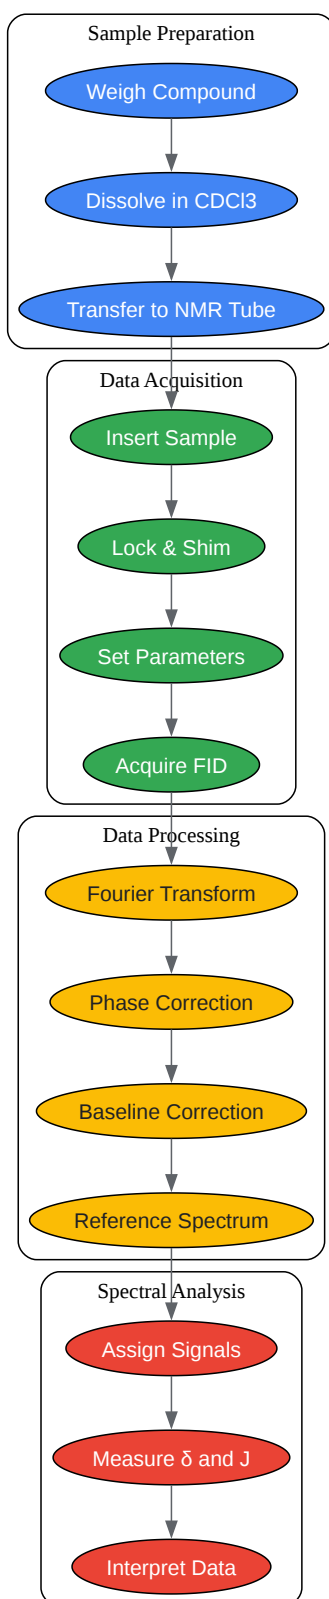 Sample Preparation
Weigh Compound
Dissolve in CDCl3
Transfer to NMR Tube
Data Acquisition
Insert Sample
Lock & Shim
Set Parameters
Acquire FID
Data Processing
Fourier Transform
Phase Correction
Baseline Correction
Reference Spectrum
Spectral Analysis
Assign Signals
Measure δ and J
Interpret Data